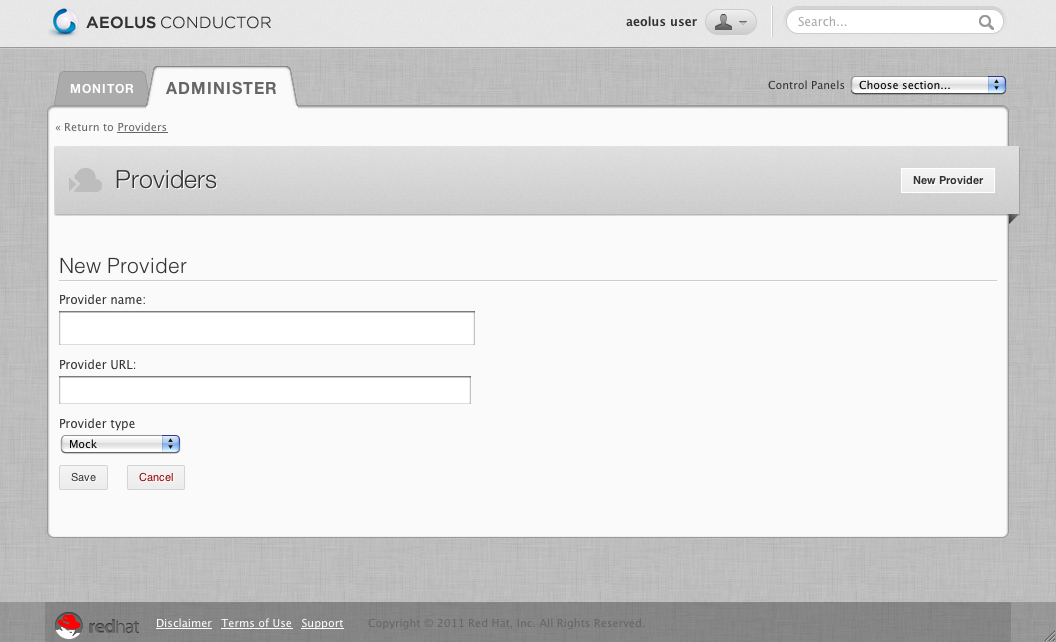 AEOLUS CONDUCTOR
aeolus user
Search...
MONITOR
ADMINISTER
Control Panels
Choose section...
« Return to Providers
Providers
New Provider
New Provider
Provider name:
Provider URL:
Provider type
Mock
Save
Cancel
redhat
Disclaimer
Terms of Use
Support
Copyright © 2011 Red Hat, Inc. All Rights Reserved.